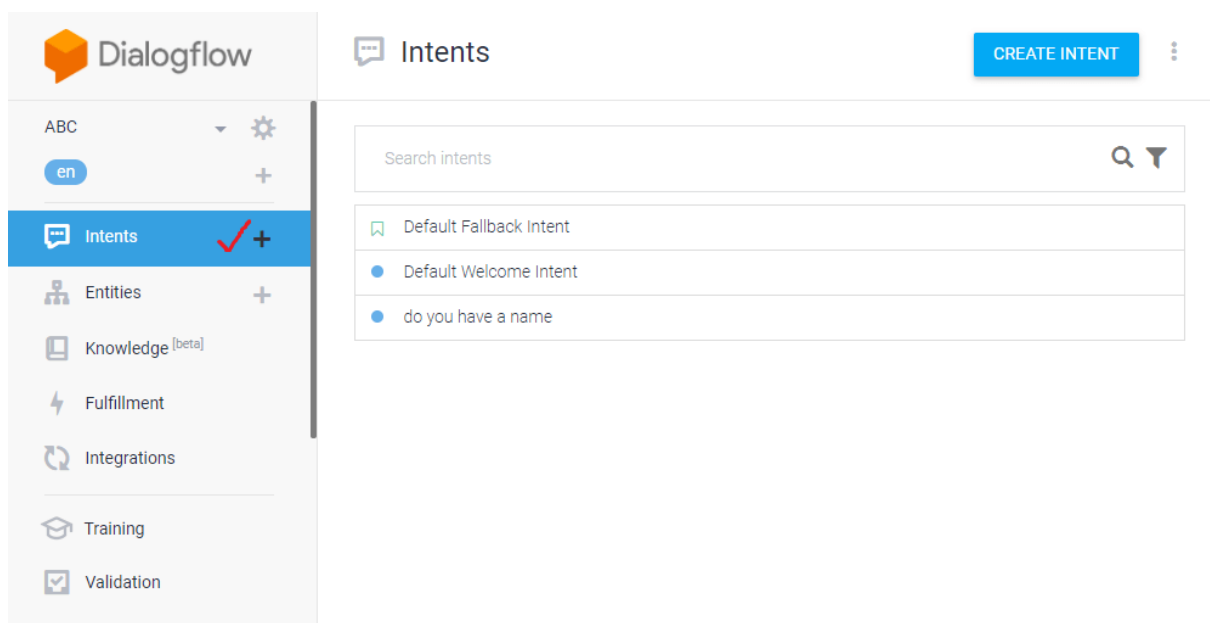 Dialogflow
Intents
CREATE INTENT
ABC
en
Intents
Entities
Knowledge [beta]
Fulfillment
Integrations
Training
Validation
Search intents
Default Fallback Intent
Default Welcome Intent
do you have a name